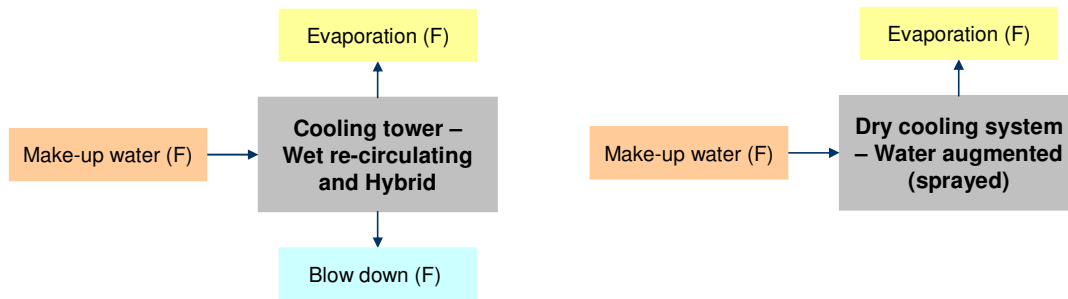 Evaporation (F)
Make-up water (F)
Cooling tower –
Wet re-circulating
and Hybrid
Blow down (F)
Evaporation (F)
Make-up water (F)
Dry cooling system
– Water augmented
(sprayed)